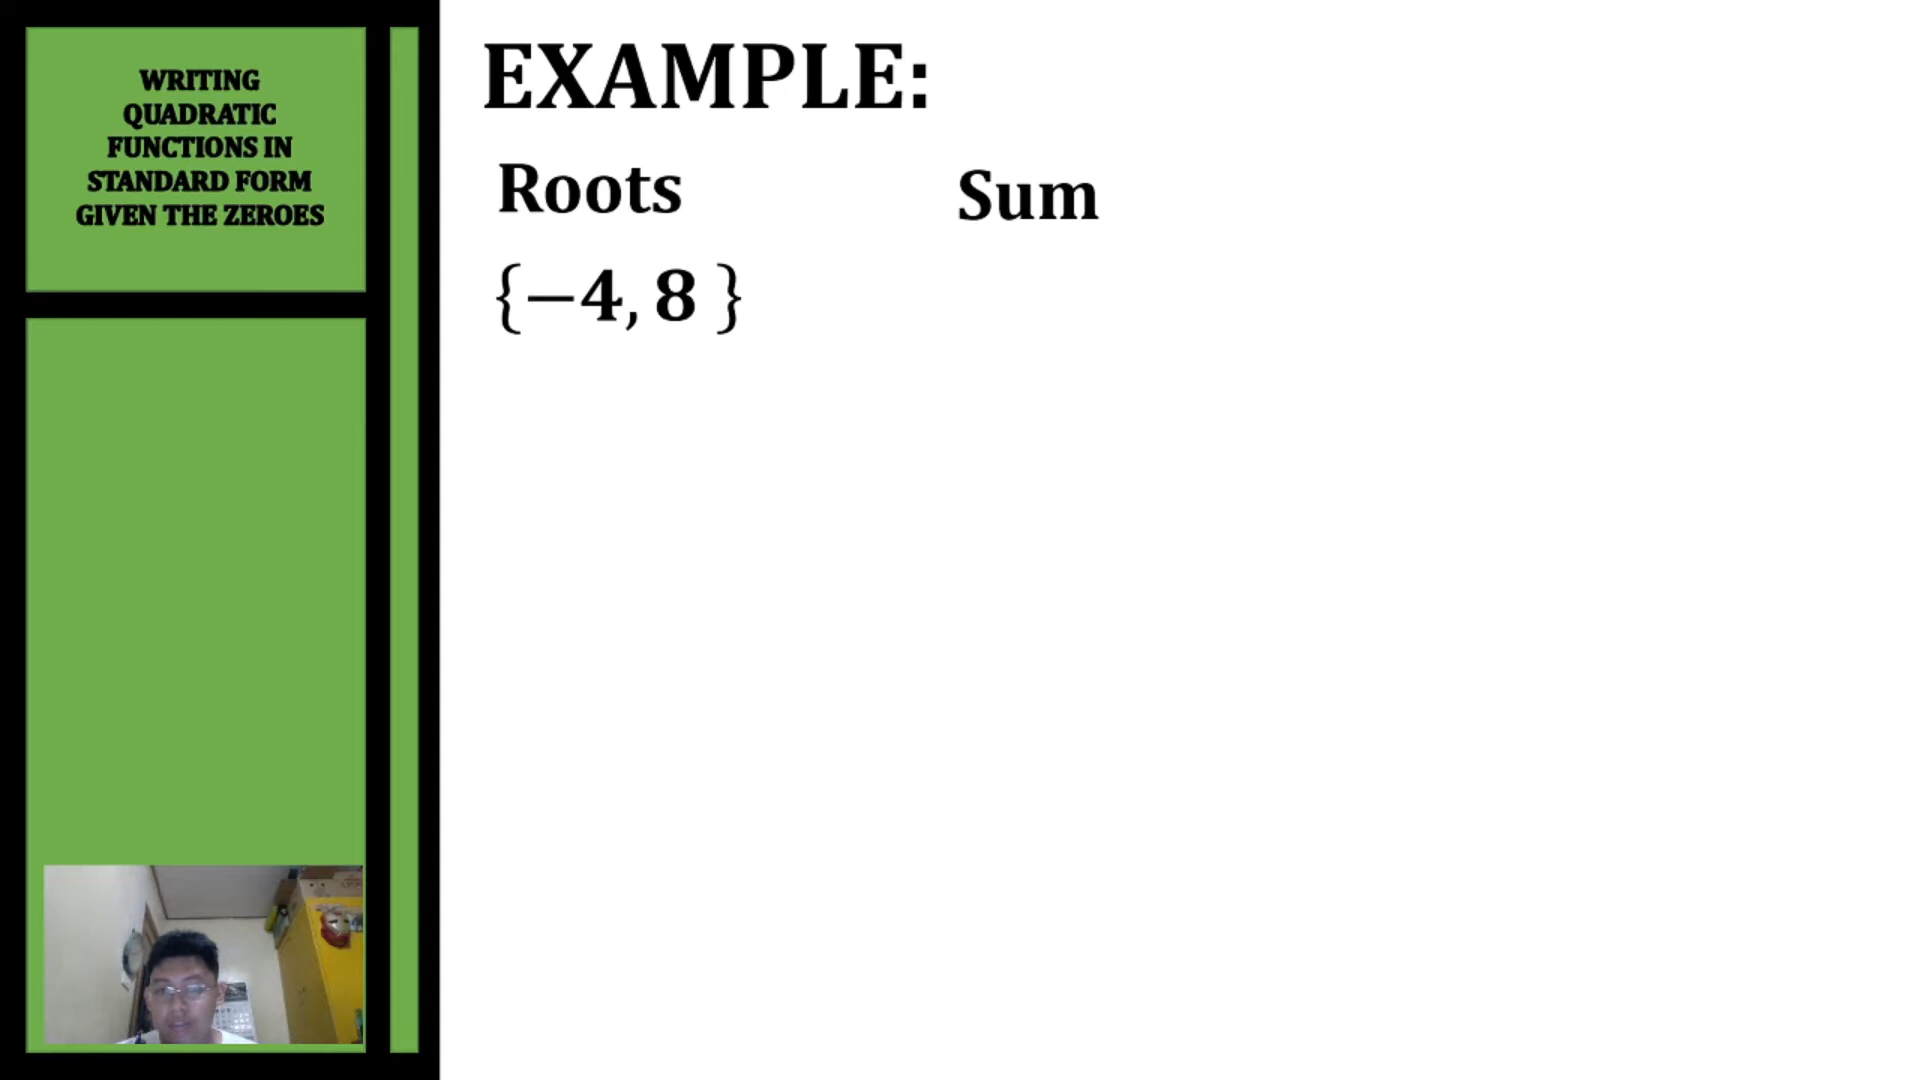 WRITING
QUADRATIC
FUNCTIONS IN
STANDARD FORM
GIVEN THE ZEROES
EXAMPLE:
Roots
Sum
{−4, 8 }